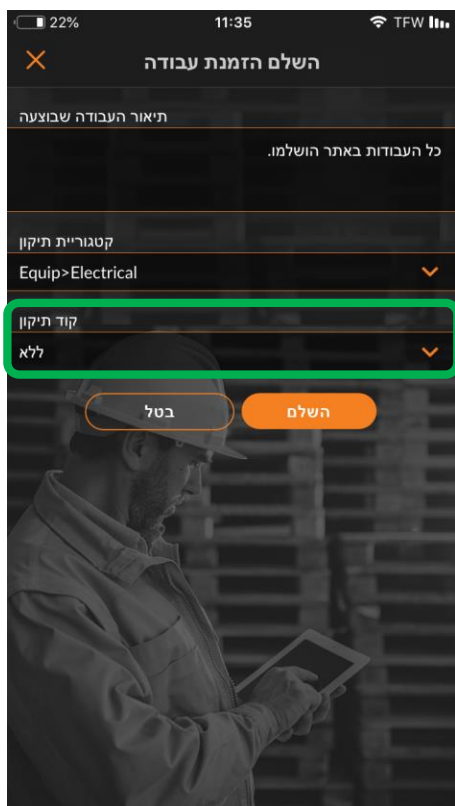 22%
11:35
TFW
השלם הזמנת עבודה
תיאור העבודה שבוצעה
כל העבודות באתר הושלמו.
קטגוריית תיקון
Equip>Electrical
קוד תיקון
ללא
השלם
בטל